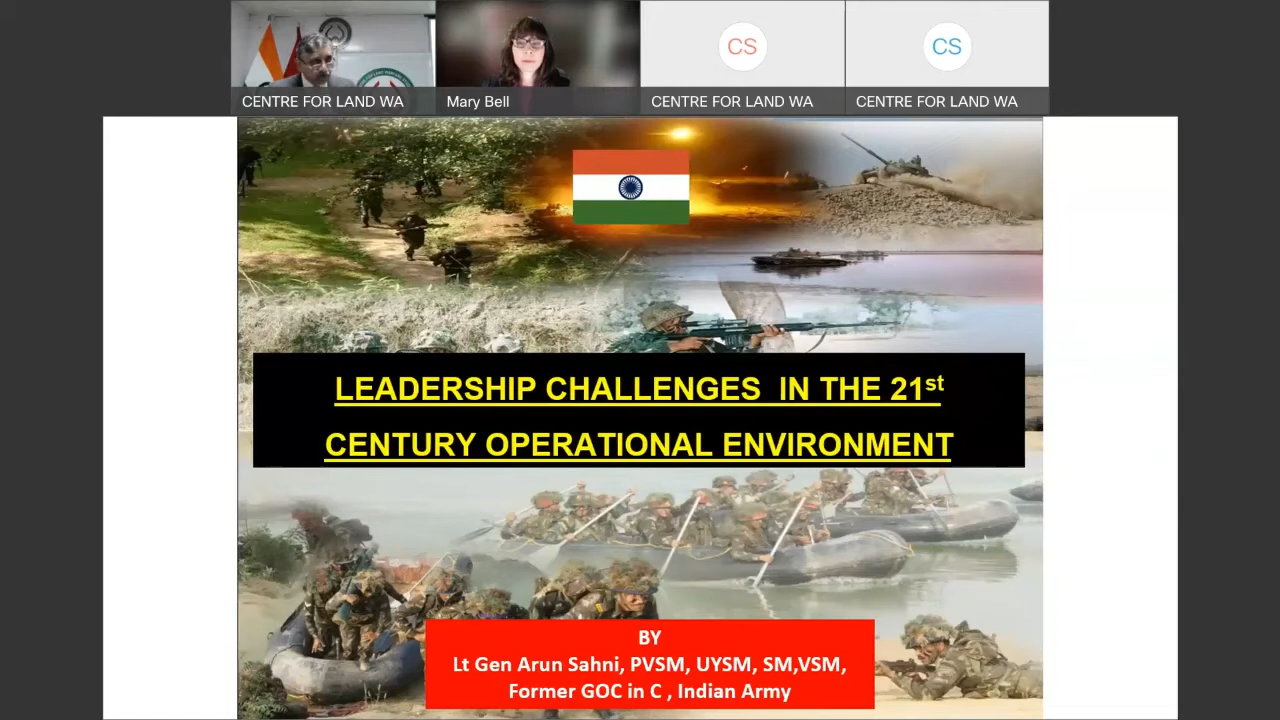 CS
CS
CENTRE FOR LAND WA
Mary Bell
CENTRE FOR LAND WA
CENTRE FOR LAND WA
LEADERSHIP CHALLENGES IN THE 21st
CENTURY OPERATIONAL ENVIRONMENT
BY
Lt Gen Arun Sahni, PVSM, UYSM, SM,VSM,
Former GOC in C , Indian Army